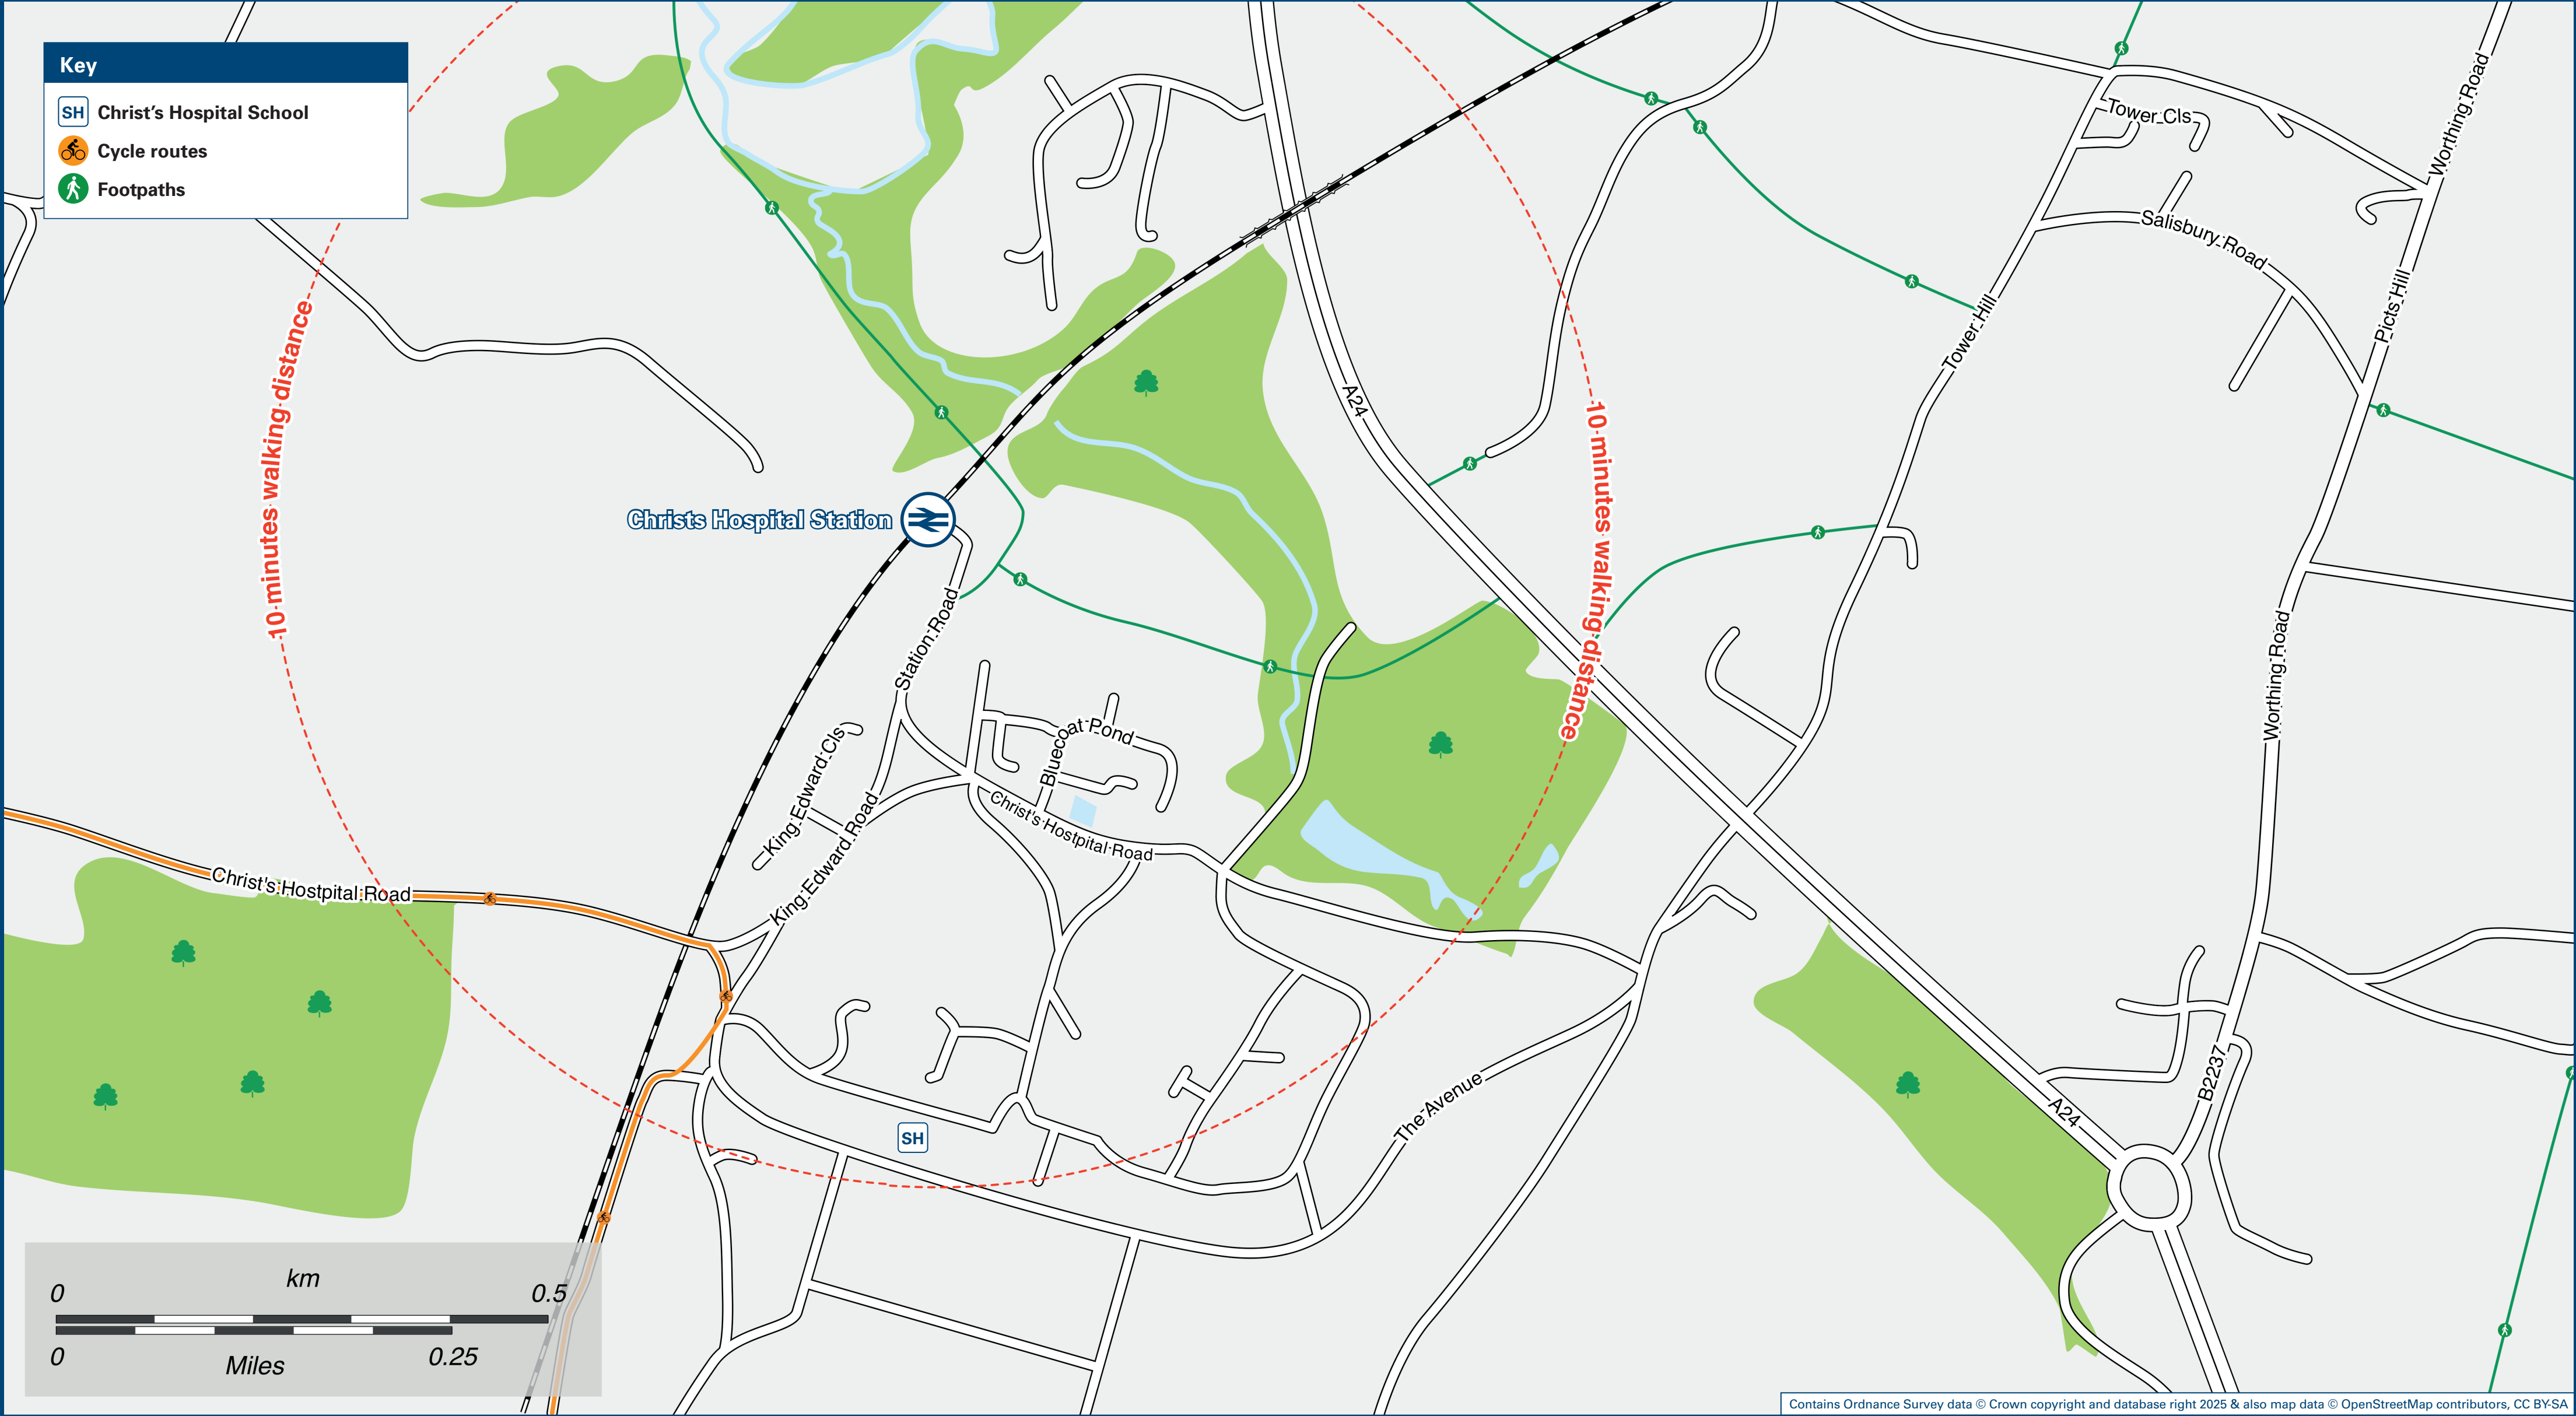 Key
SH Christ's Hospital School
Cycle routes
Footpaths
Worthing Road
Tower Cls
Salisbury Road
Picts Hill
Tower Hill
10 minutes walking distance
A24
10 minutes walking distance
Christs Hospital Station
Station Road
Worthing Road
Bluecoat Pond
King Edward Cls
King Edward Road
Christ's Hostpital Road
Christ's Hostpital Road
The Avenue
B2237
A24
SH
km
0 0.5
0 0.25
Miles
Contains Ordnance Survey data © Crown copyright and database right 2025 & also map data © OpenStreetMap contributors, CC BY-SA